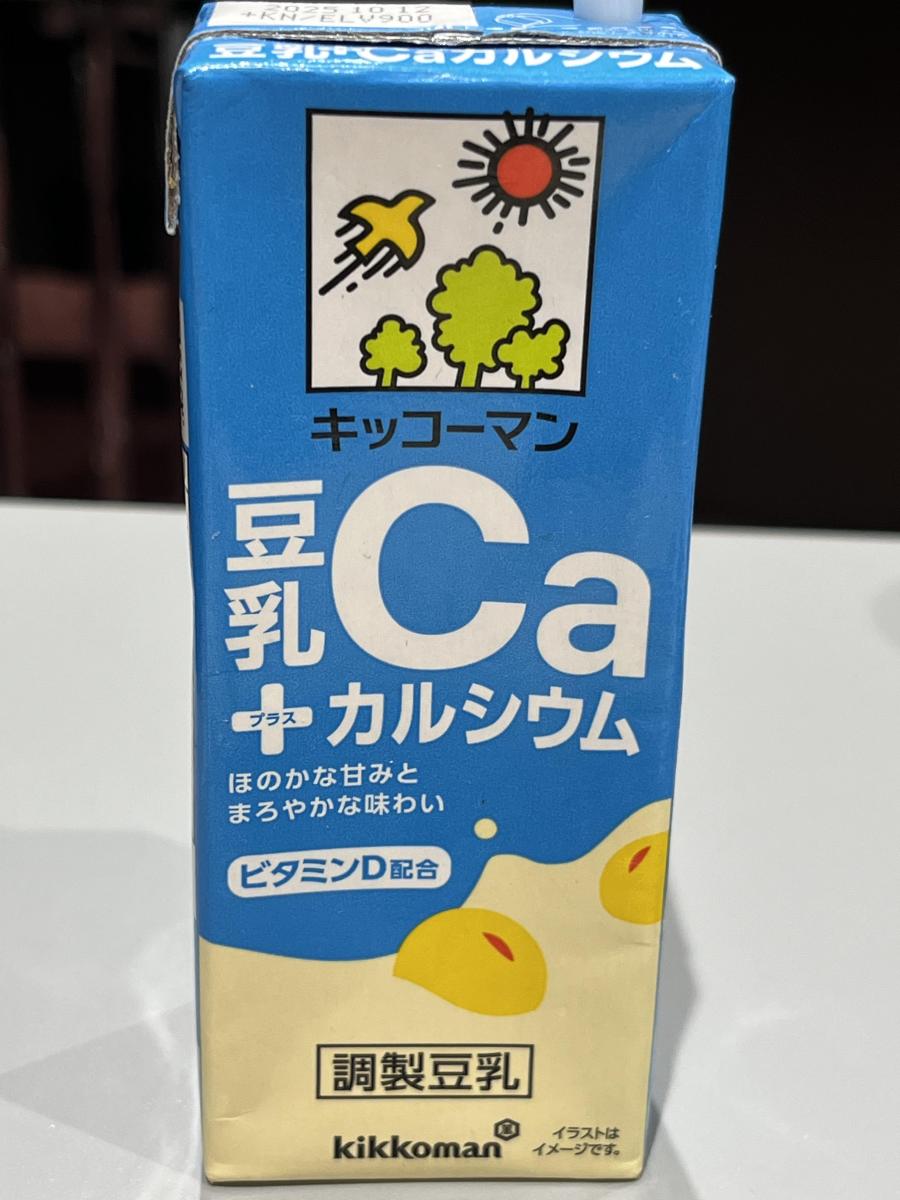 2025.10.12
+KN/ELV900
豆乳+Caカルシウム
キッコーマン
豆乳
Ca
プラス
+カルシウム
ほのかな甘みと
まろやかな味わい
ビタミンD配合
調製豆乳
kikkoman
イラストは
イメージです。